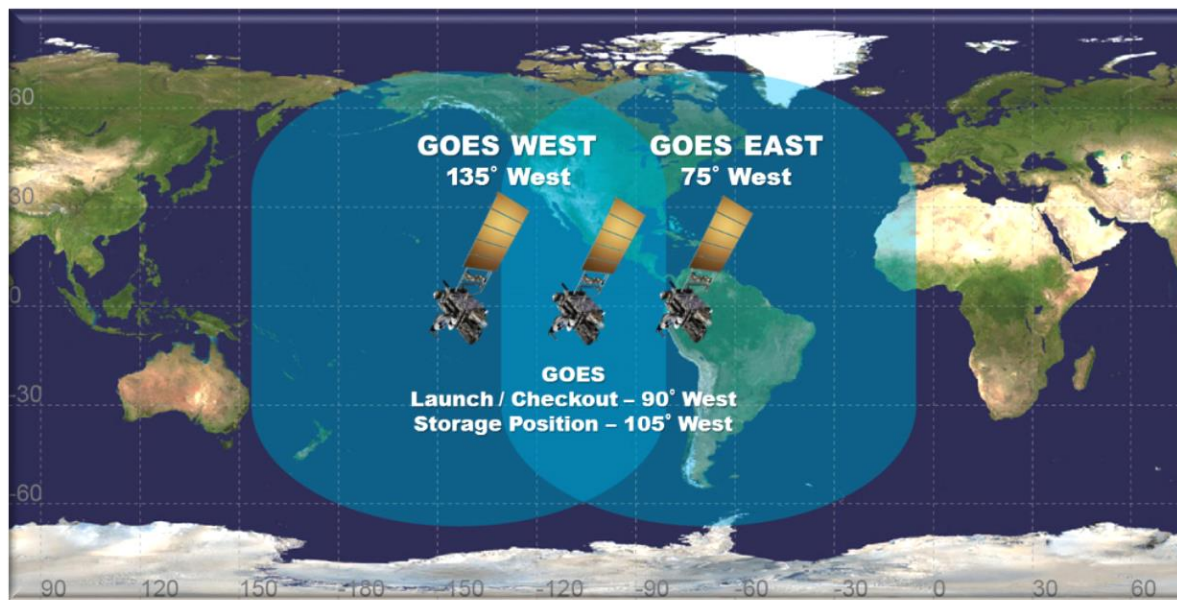 60
GOES WEST
135° West
GOES EAST
75° West
30
0
GOES
Launch / Checkout – 90° West
Storage Position – 105° West
-30
-60
90 120 -150 -180 -150 -120 -90 -60 -30 0 30 60